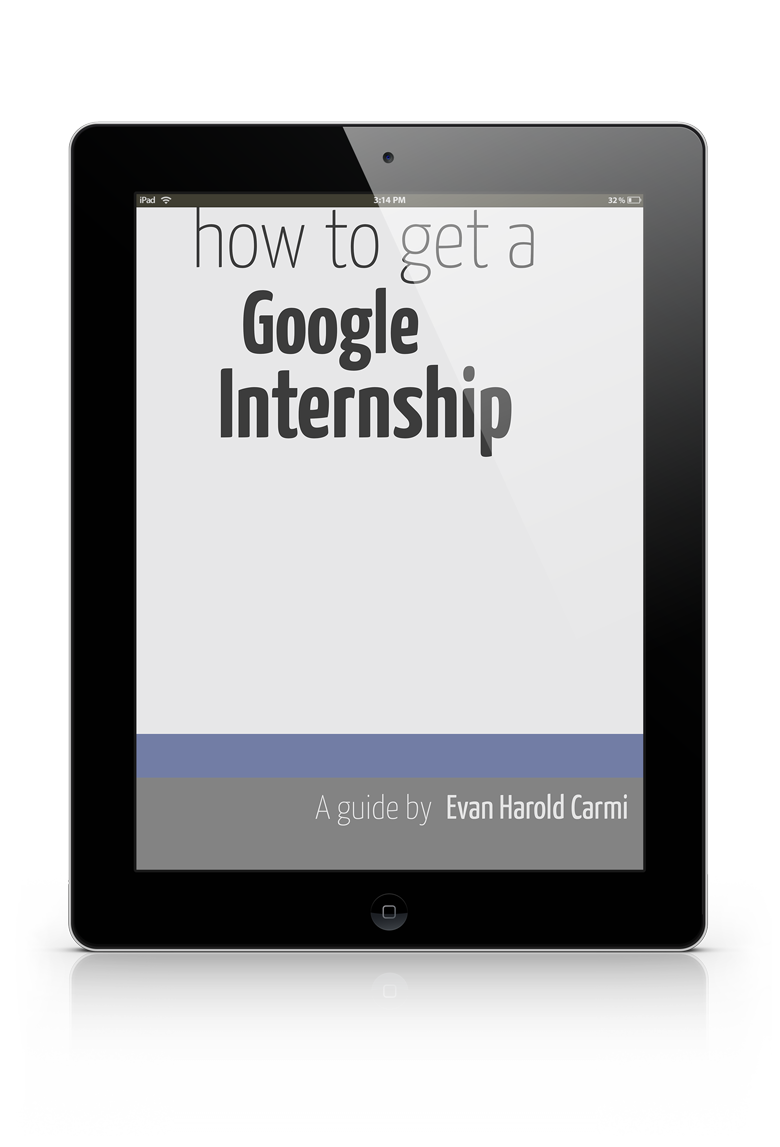 iPad 3:14 PM 32%
how to get a
Google
Internship
A guide by Evan Harold Carmi